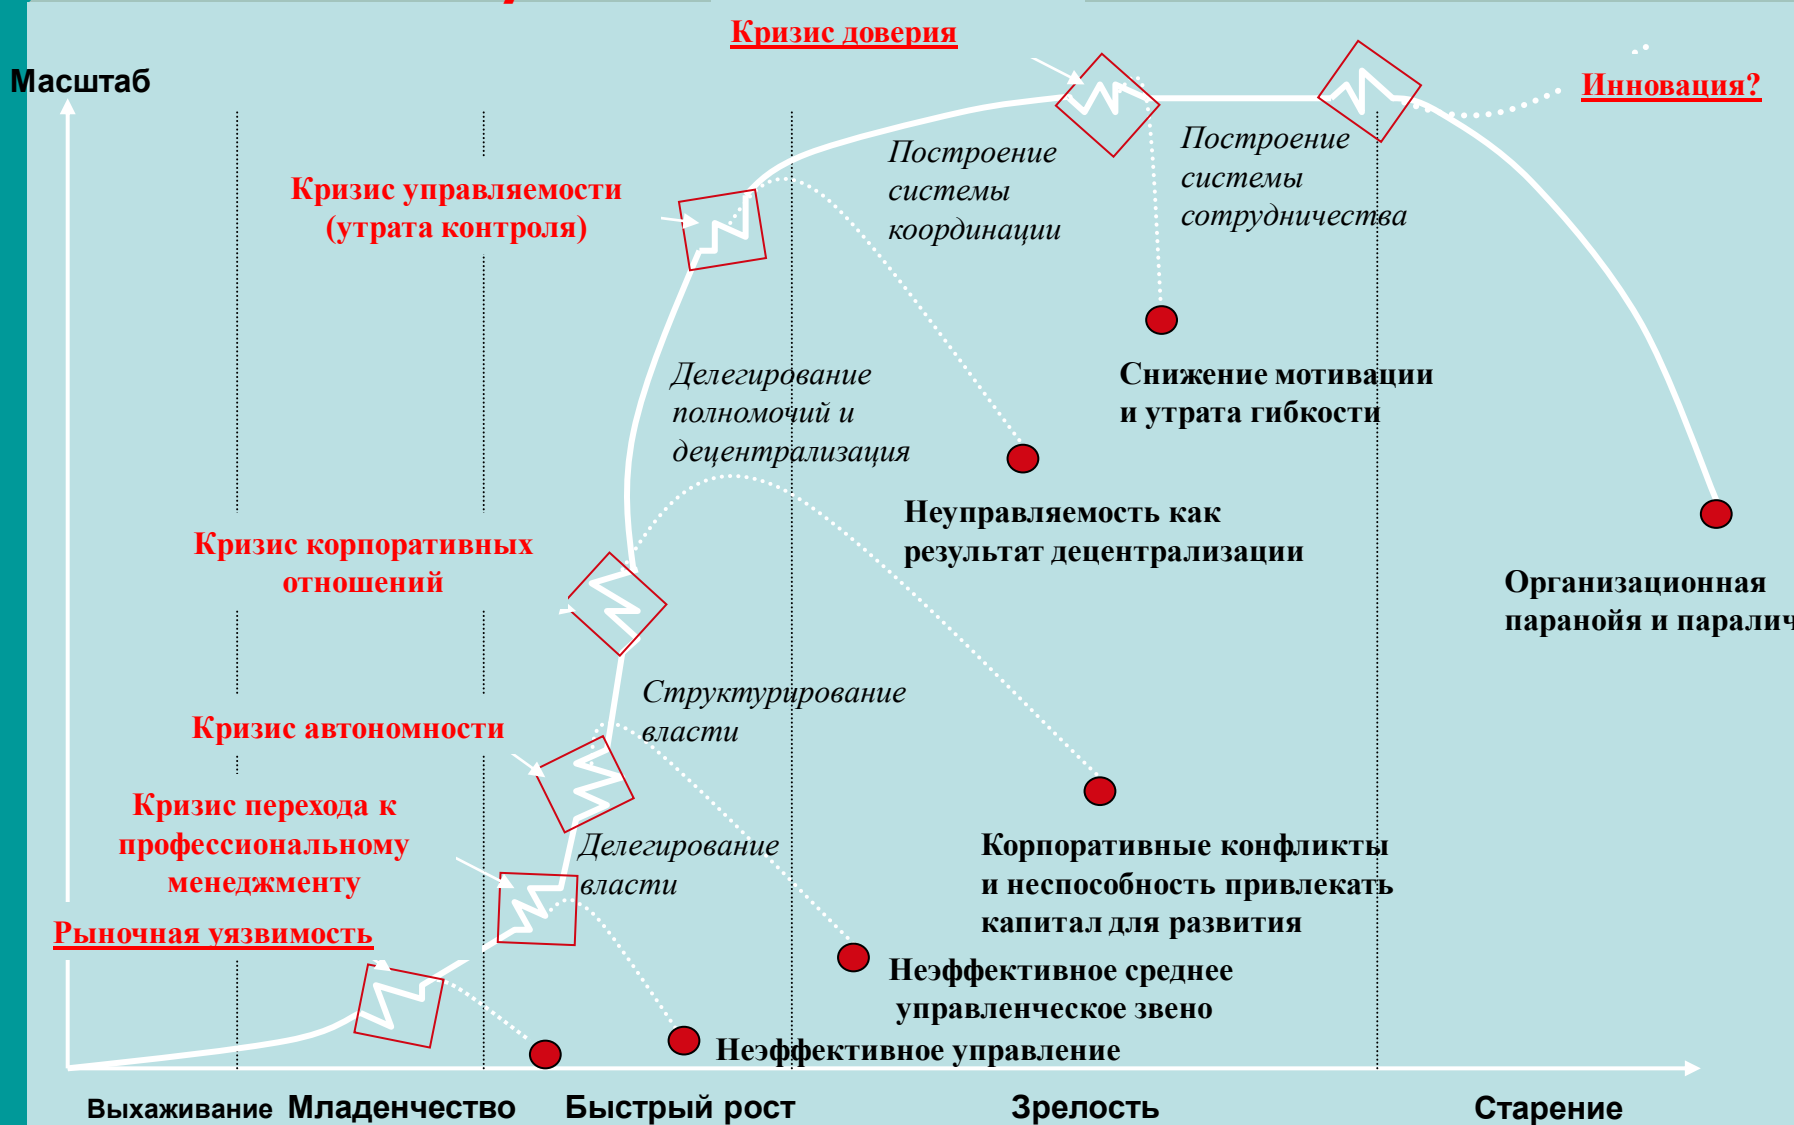 Кризис доверия
Масштаб
Инновация?
Построение
системы
координации
Построение
системы
сотрудничества
Кризис управляемости
(утрата контроля)
Снижение мотивации
и утрата гибкости
Делегирование
полномочий и
децентрализация
Неуправляемость как
результат децентрализации
Кризис корпоративных
отношений
Организационная
паранойя и паралич
Структурирование
власти
Кризис автономности
Кризис перехода к
профессиональному
менеджменту
Делегирование
власти
Корпоративные конфликты
и неспособность привлекать
капитал для развития
Рыночная уязвимость
Неэффективное среднее
управленческое звено
Неэффективное управление
Выхаживание
Младенчество
Быстрый рост
Зрелость
Старение